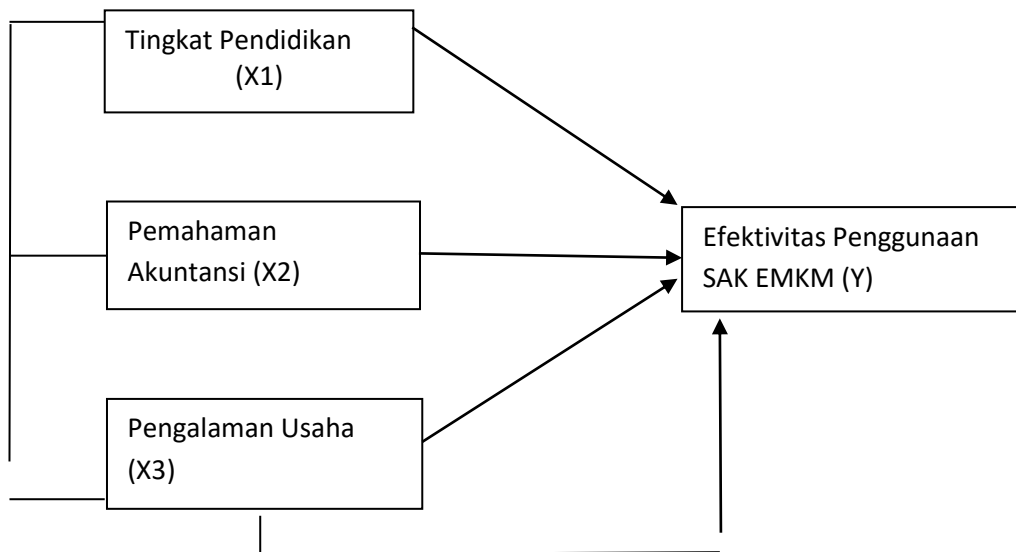 Tingkat Pendidikan
(X1)
Pemahaman
Akuntansi (X2)
Efektivitas Penggunaan
SAK EMKM (Y)
Pengalaman Usaha
(X3)